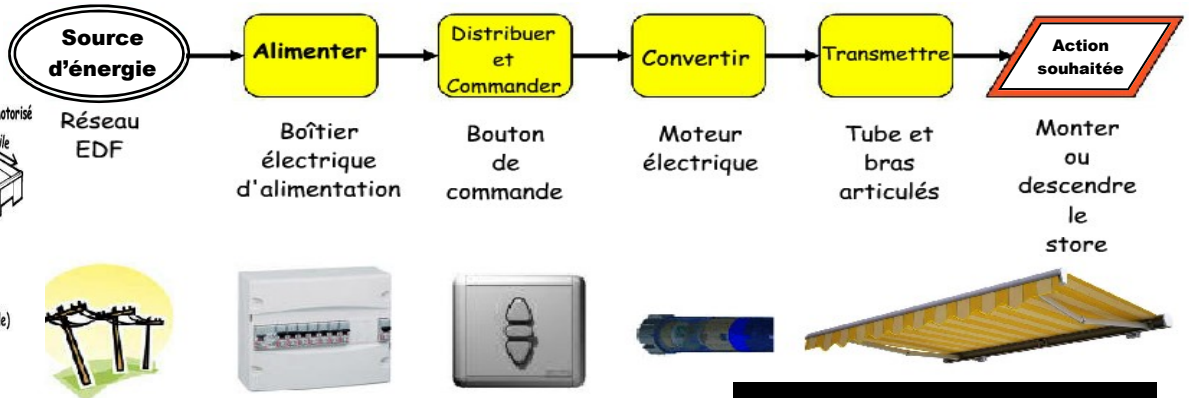 Source
d'énergie
Alimenter
Distribuer
et
Commander
Convertir
Transmettre
Action
souhaitée
Réseau
EDF
Boîtier
électrique
d'alimentation
Bouton
de
commande
Moteur
électrique
Tube et
bras
articulés
Monter
ou
descendre
le
store